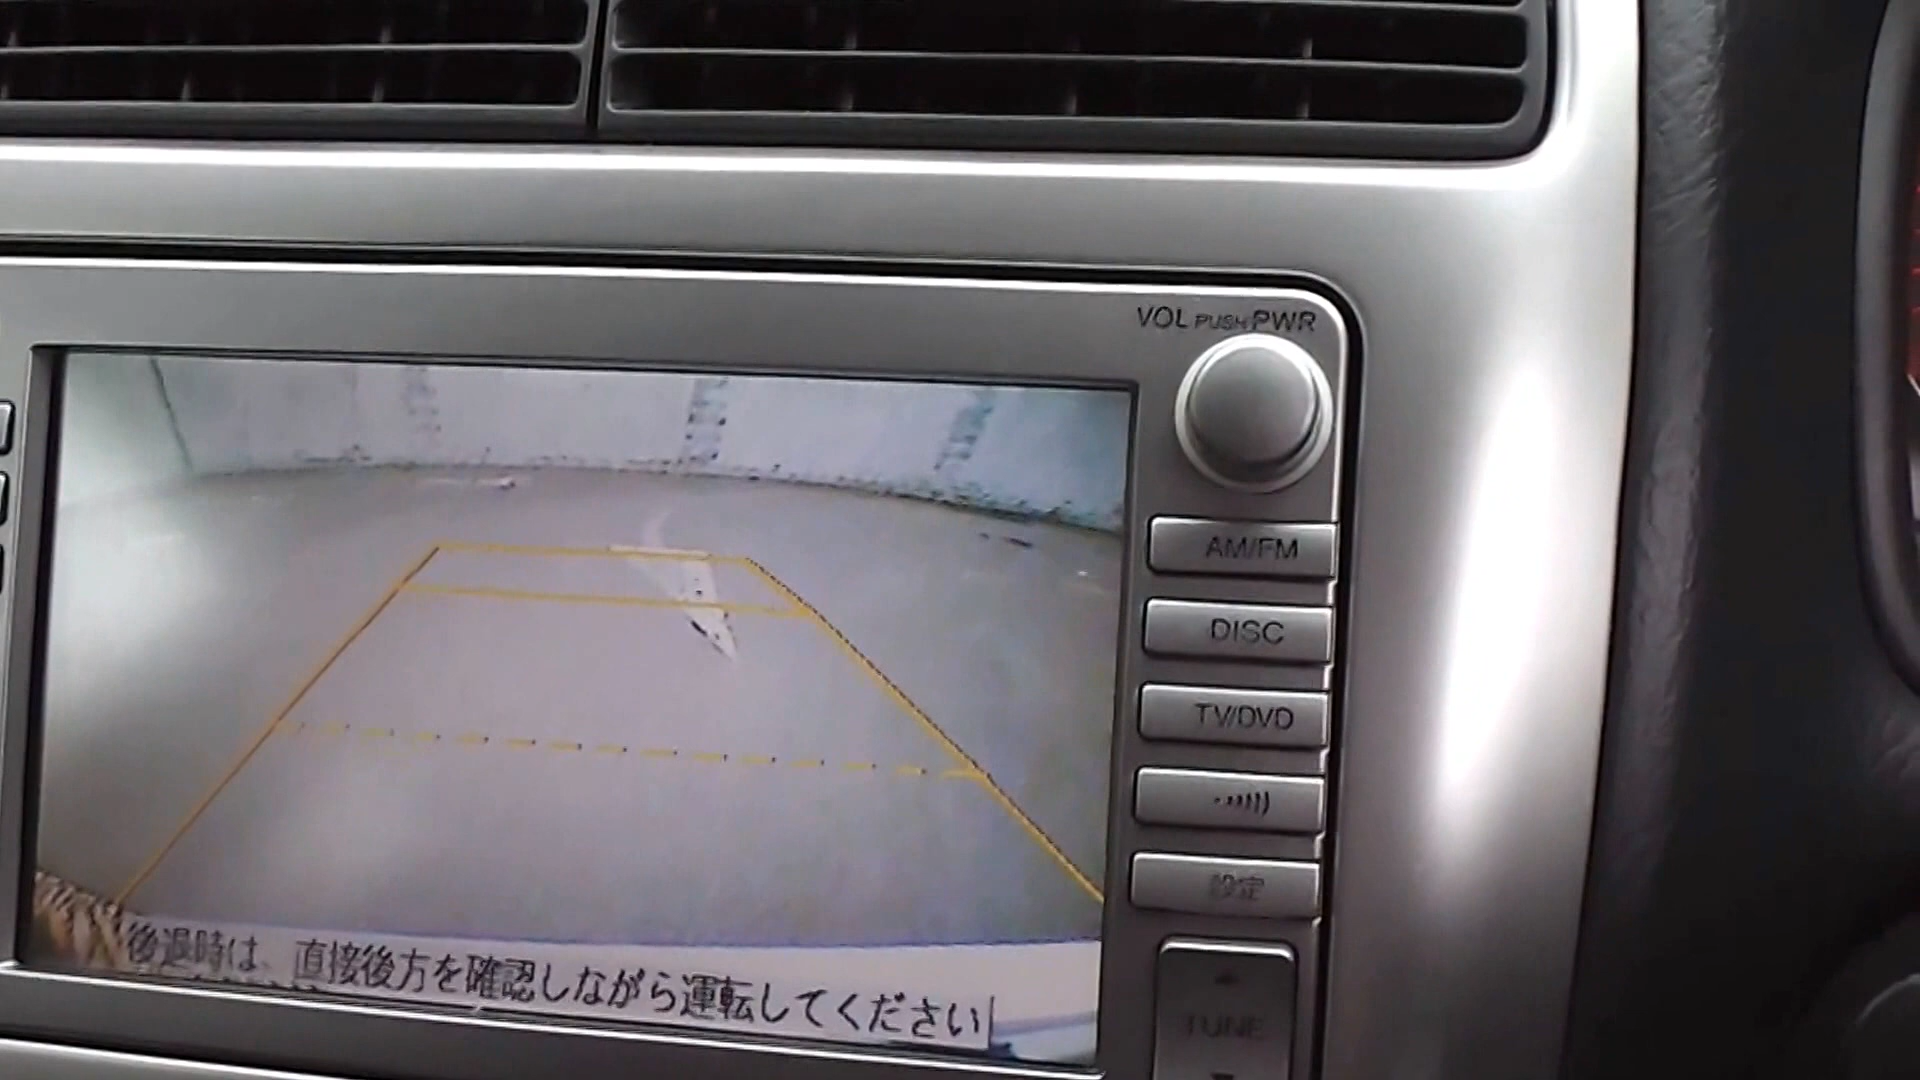 VOL PUSH PWR
AM/FM
DISC
TV/DVD
設定
TUNE
後退時は、直接後方を確認しながら運転してください